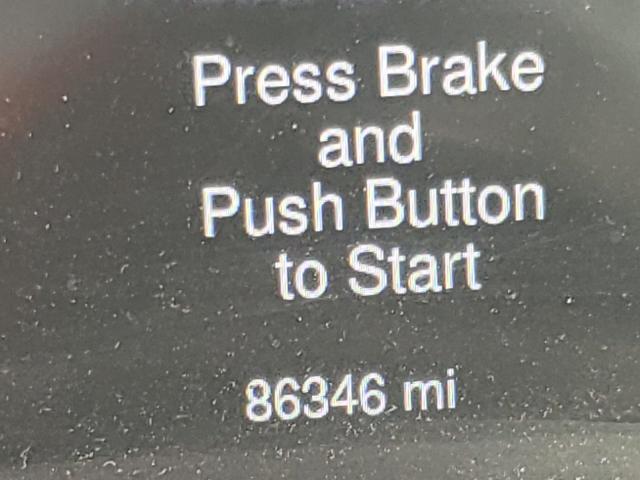 Press Brake
and
Push Button
to Start
86346 mi